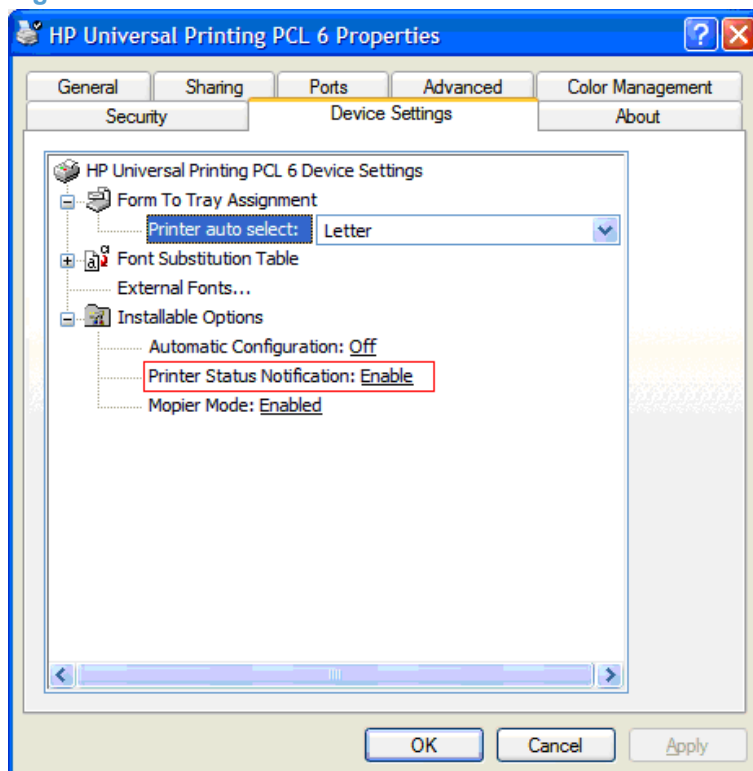 HP Universal Printing PCL 6 Properties
General Sharing Ports Advanced Color Management
Security Device Settings About
HP Universal Printing PCL 6 Device Settings
Form To Tray Assignment
Printer auto select: Letter
Font Substitution Table
External Fonts...
Installable Options
Automatic Configuration: Off
Printer Status Notification: Enable
Mopier Mode: Enabled
OK Cancel Apply